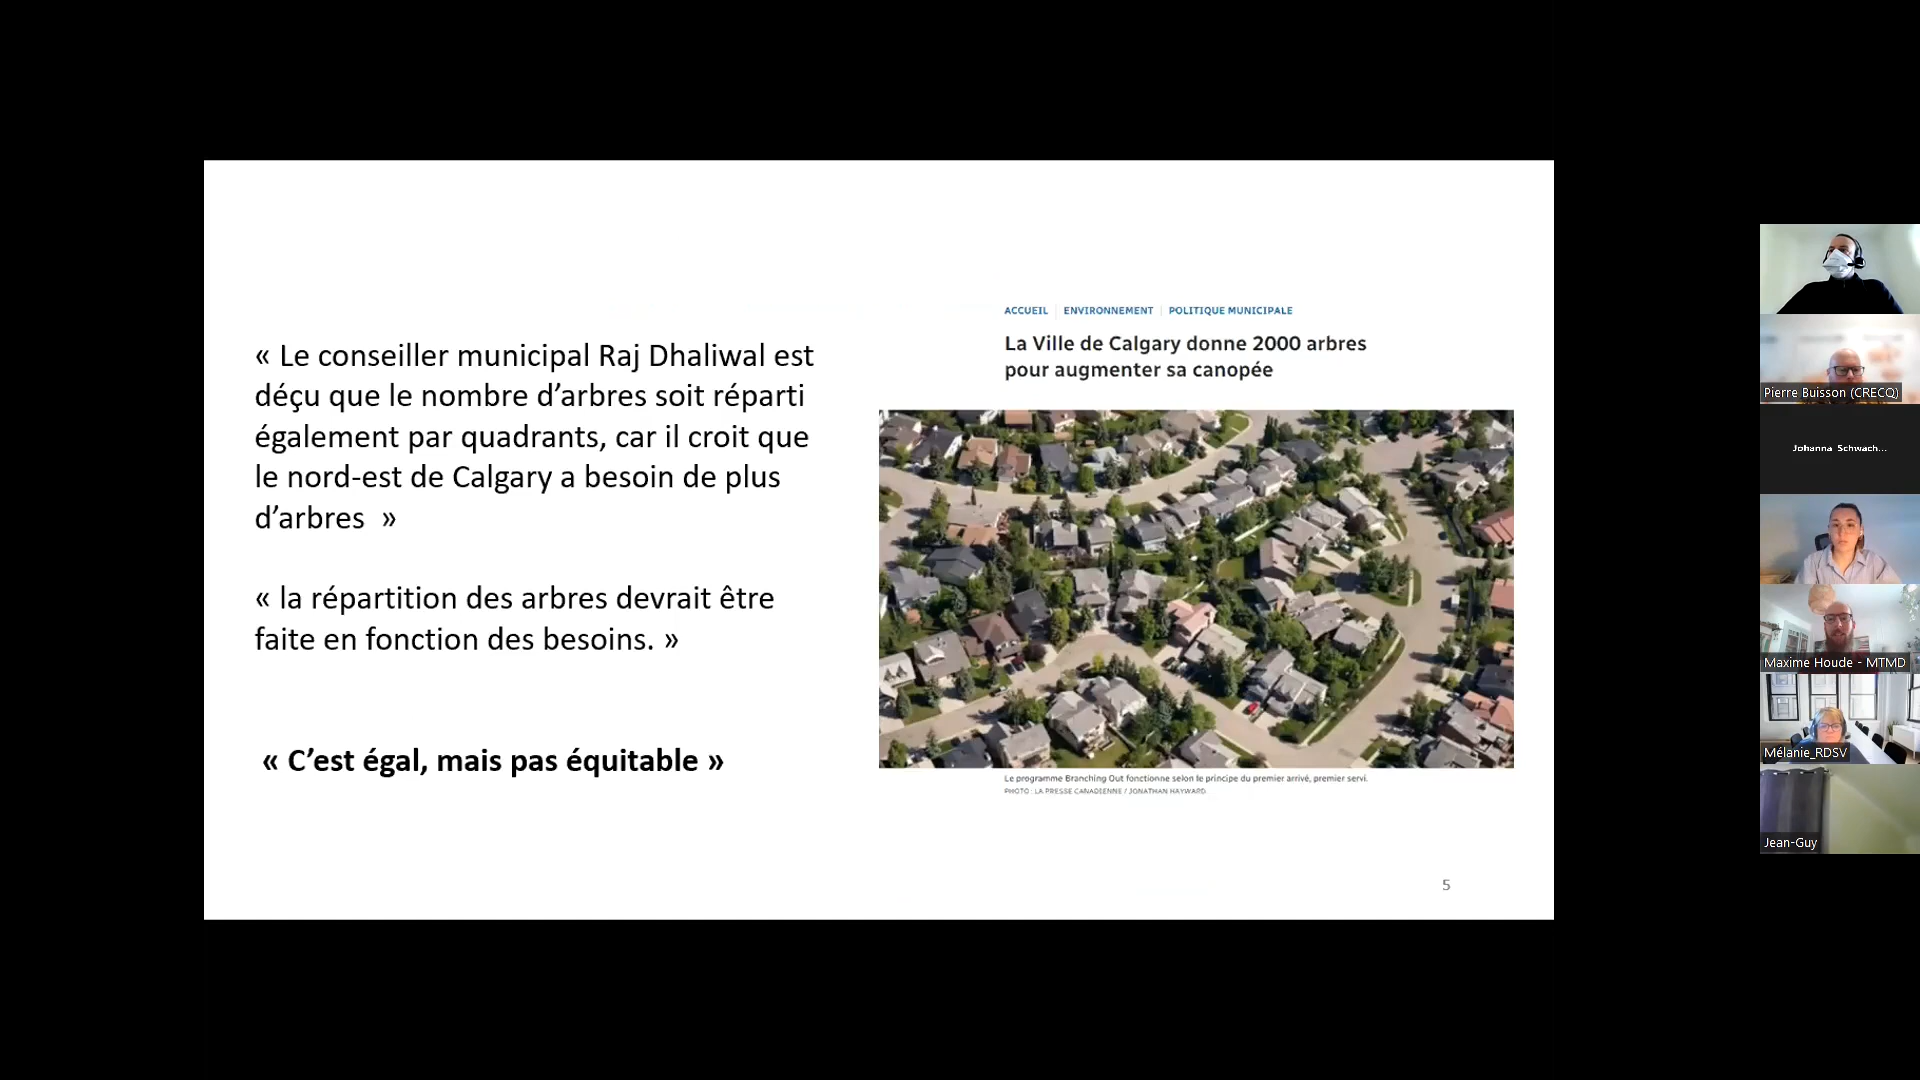 ACCUEIL | ENVIRONNEMENT | POLITIQUE MUNICIPALE
La Ville de Calgary donne 2000 arbres
pour augmenter sa canopée
« Le conseiller municipal Raj Dhaliwal est
déçu que le nombre d’arbres soit réparti
également par quadrants, car il croit que
le nord-est de Calgary a besoin de plus
d’arbres »
« la répartition des arbres devrait être
faite en fonction des besoins. »
« C’est égal, mais pas équitable »
Le programme Branching Out fonctionne selon le principe du premier arrivé, premier servi.
PHOTO : LA PRESSE CANADIENNE / JONATHAN HAYWARD
5
Pierre Buisson (CRECQ)
Johanna Schwach...
Maxime Houde - MTMD
Mélanie_RDSV
Jean-Guy